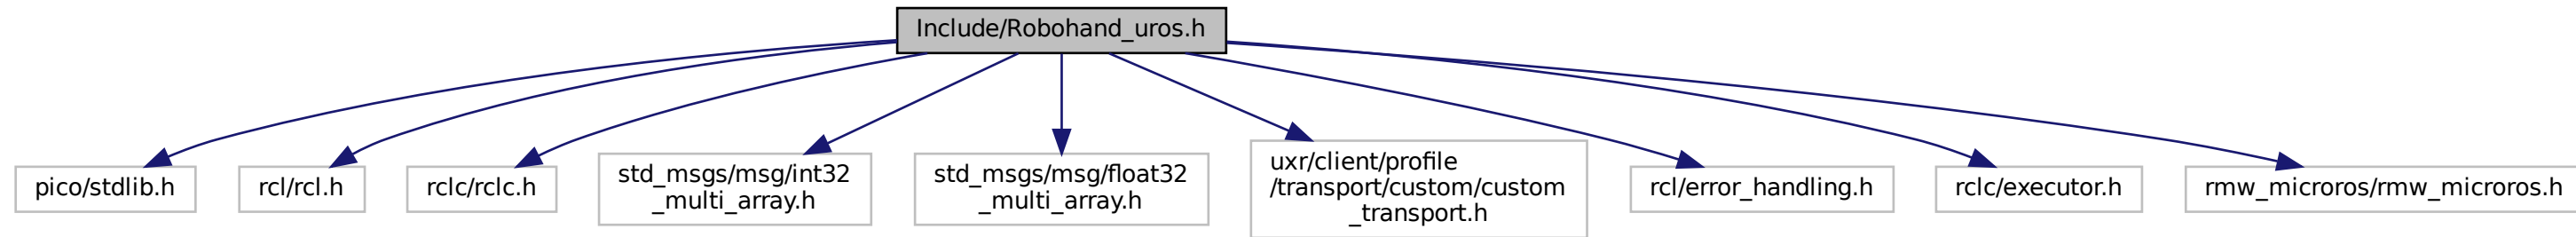 Include/Robohand_uros.h
pico/stdlib.h
rcl/rcl.h
rclc/rclc.h
std_msgs/msg/int32
_multi_array.h
std_msgs/msg/float32
_multi_array.h
uxr/client/profile
/transport/custom/custom
_transport.h
rcl/error_handling.h
rclc/executor.h
rmw_microros/rmw_microros.h